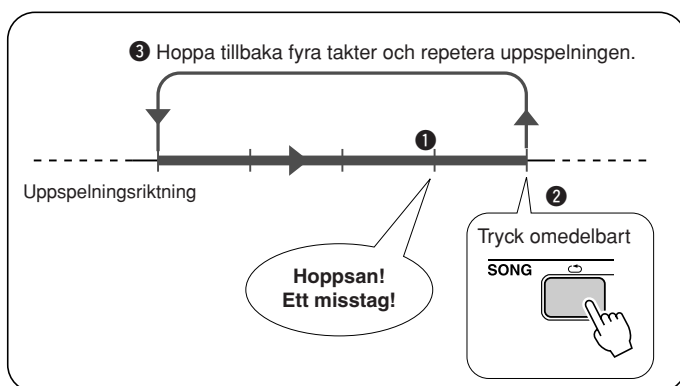 ❸ Hoppa tillbaka fyra takter och repetera uppspelningen.
❶
Uppspelningsriktning
❷
Hoppsan!
Ett misstag!
Tryck omedelbart
SONG